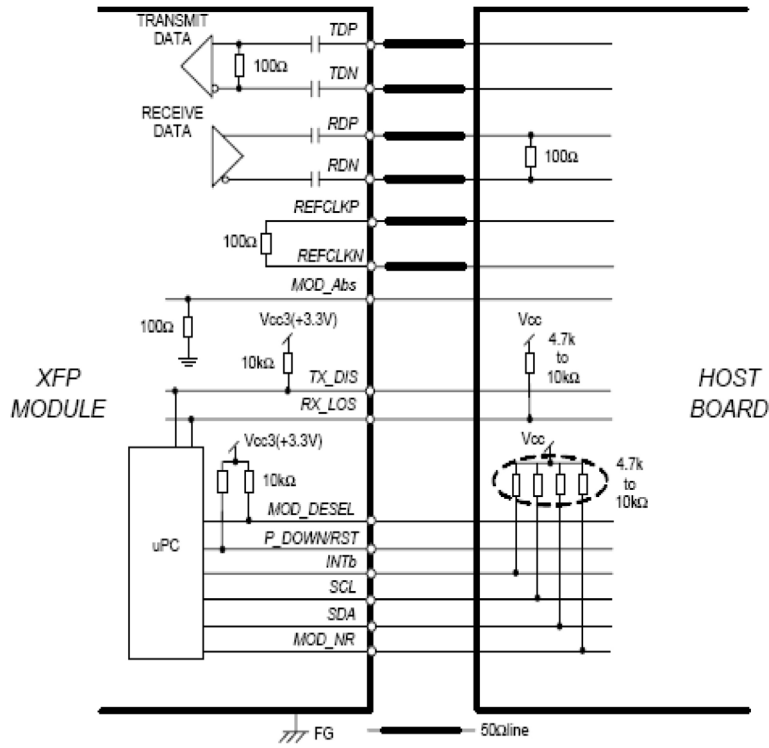 TRANSMIT
DATA
TDP
100Ω
TDN
RECEIVE
DATA
RDP
100Ω
RDN
REFCLKP
100Ω
REFCLKN
MOD_Abs
100Ω
Vcc3(+3.3V)
10kΩ
TX_DIS
RX_LOS
Vcc
4.7k
to
10kΩ
XFP
MODULE
HOST
BOARD
Vcc3(+3.3V)
10kΩ
MOD_DESEL
P_DOWN/RST
INTb
SCL
SDA
MOD_NR
uPC
Vcc
4.7k
to
10kΩ
FG
50Ωline